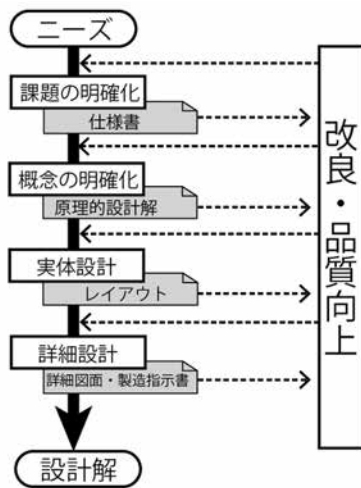 ニーズ
課題の明確化
仕様書
概念の明確化
原理的設計解
実体設計
レイアウト
詳細設計
詳細図面・製造指示書
設計解
改良・品質向上